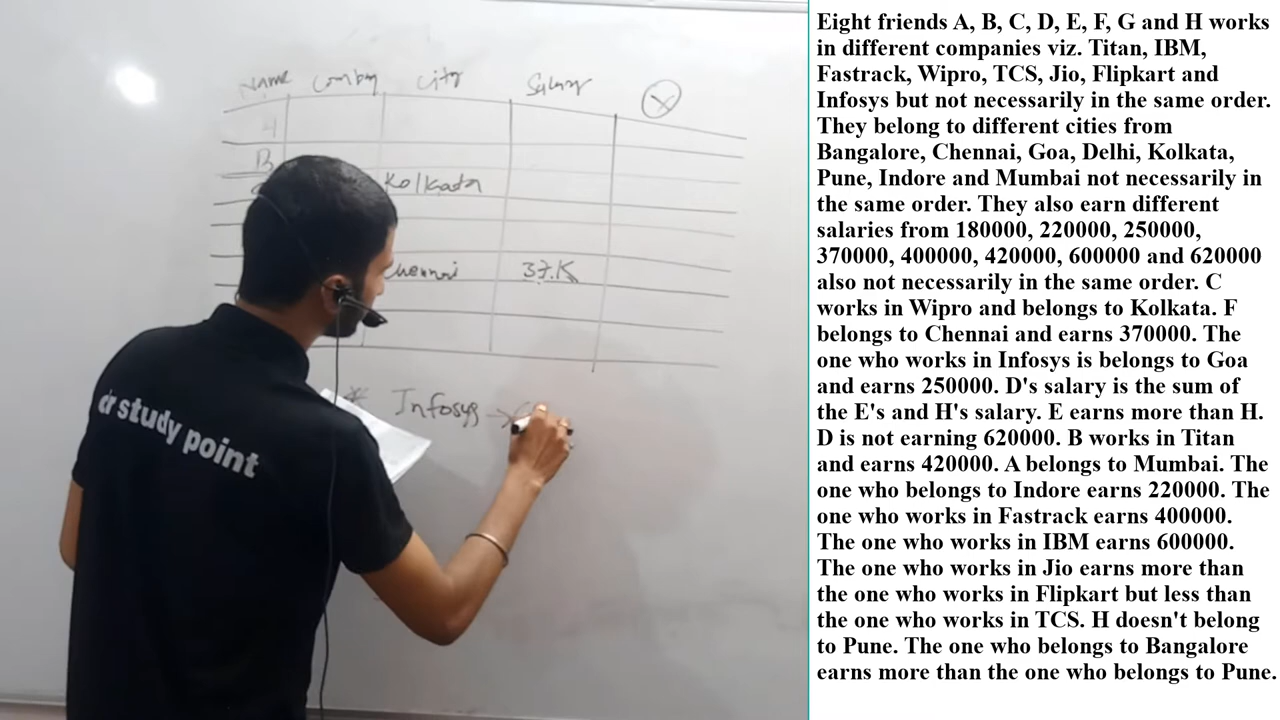 Name Company City Salary
A
B
Kolkata
Chennai 37.K
* Infosys →
dr study point
Eight friends A, B, C, D, E, F, G and H works
in different companies viz. Titan, IBM,
Fastrack, Wipro, TCS, Jio, Flipkart and
Infosys but not necessarily in the same order.
They belong to different cities from
Bangalore, Chennai, Goa, Delhi, Kolkata,
Pune, Indore and Mumbai not necessarily in
the same order. They also earn different
salaries from 180000, 220000, 250000,
370000, 400000, 420000, 600000 and 620000
also not necessarily in the same order. C
works in Wipro and belongs to Kolkata. F
belongs to Chennai and earns 370000. The
one who works in Infosys is belongs to Goa
and earns 250000. D's salary is the sum of
the E's and H's salary. E earns more than H.
D is not earning 620000. B works in Titan
and earns 420000. A belongs to Mumbai. The
one who belongs to Indore earns 220000. The
one who works in Fastrack earns 400000.
The one who works in IBM earns 600000.
The one who works in Jio earns more than
the one who works in Flipkart but less than
the one who works in TCS. H doesn't belong
to Pune. The one who belongs to Bangalore
earns more than the one who belongs to Pune.